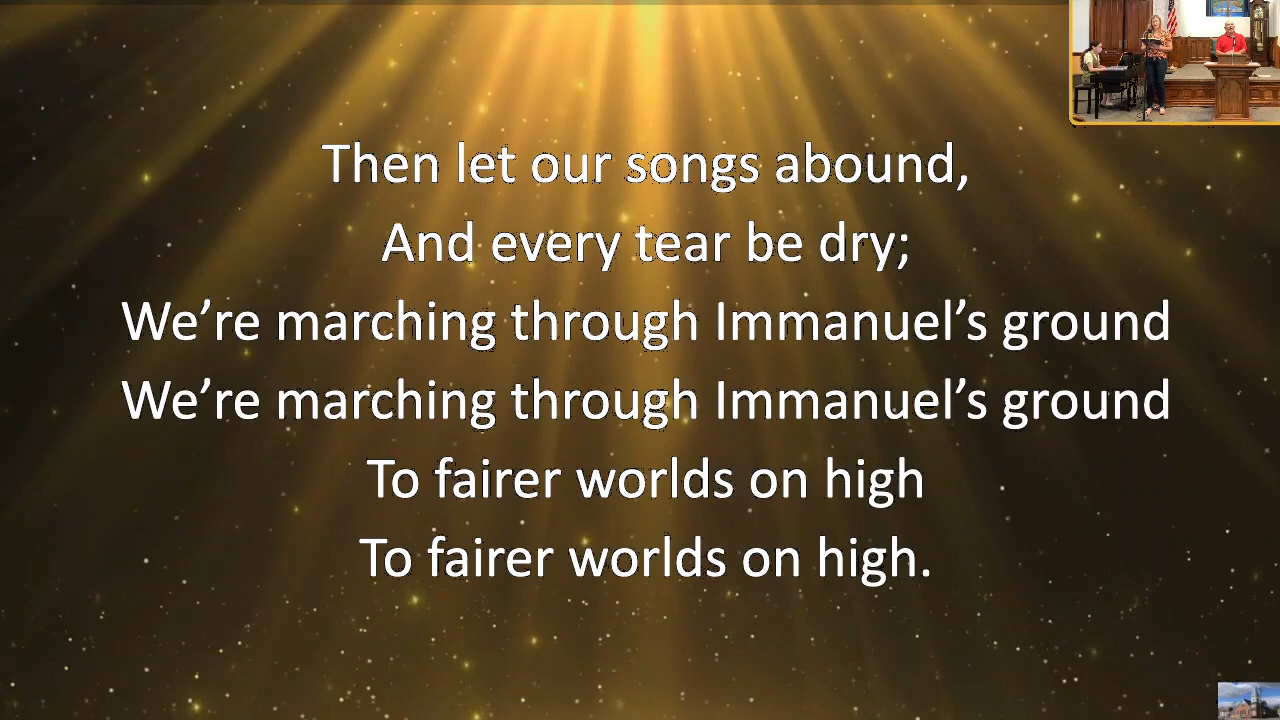 Then let our songs abound,
And every tear be dry;
We’re marching through Immanuel’s ground
We’re marching through Immanuel’s ground
To fairer worlds on high
To fairer worlds on high.